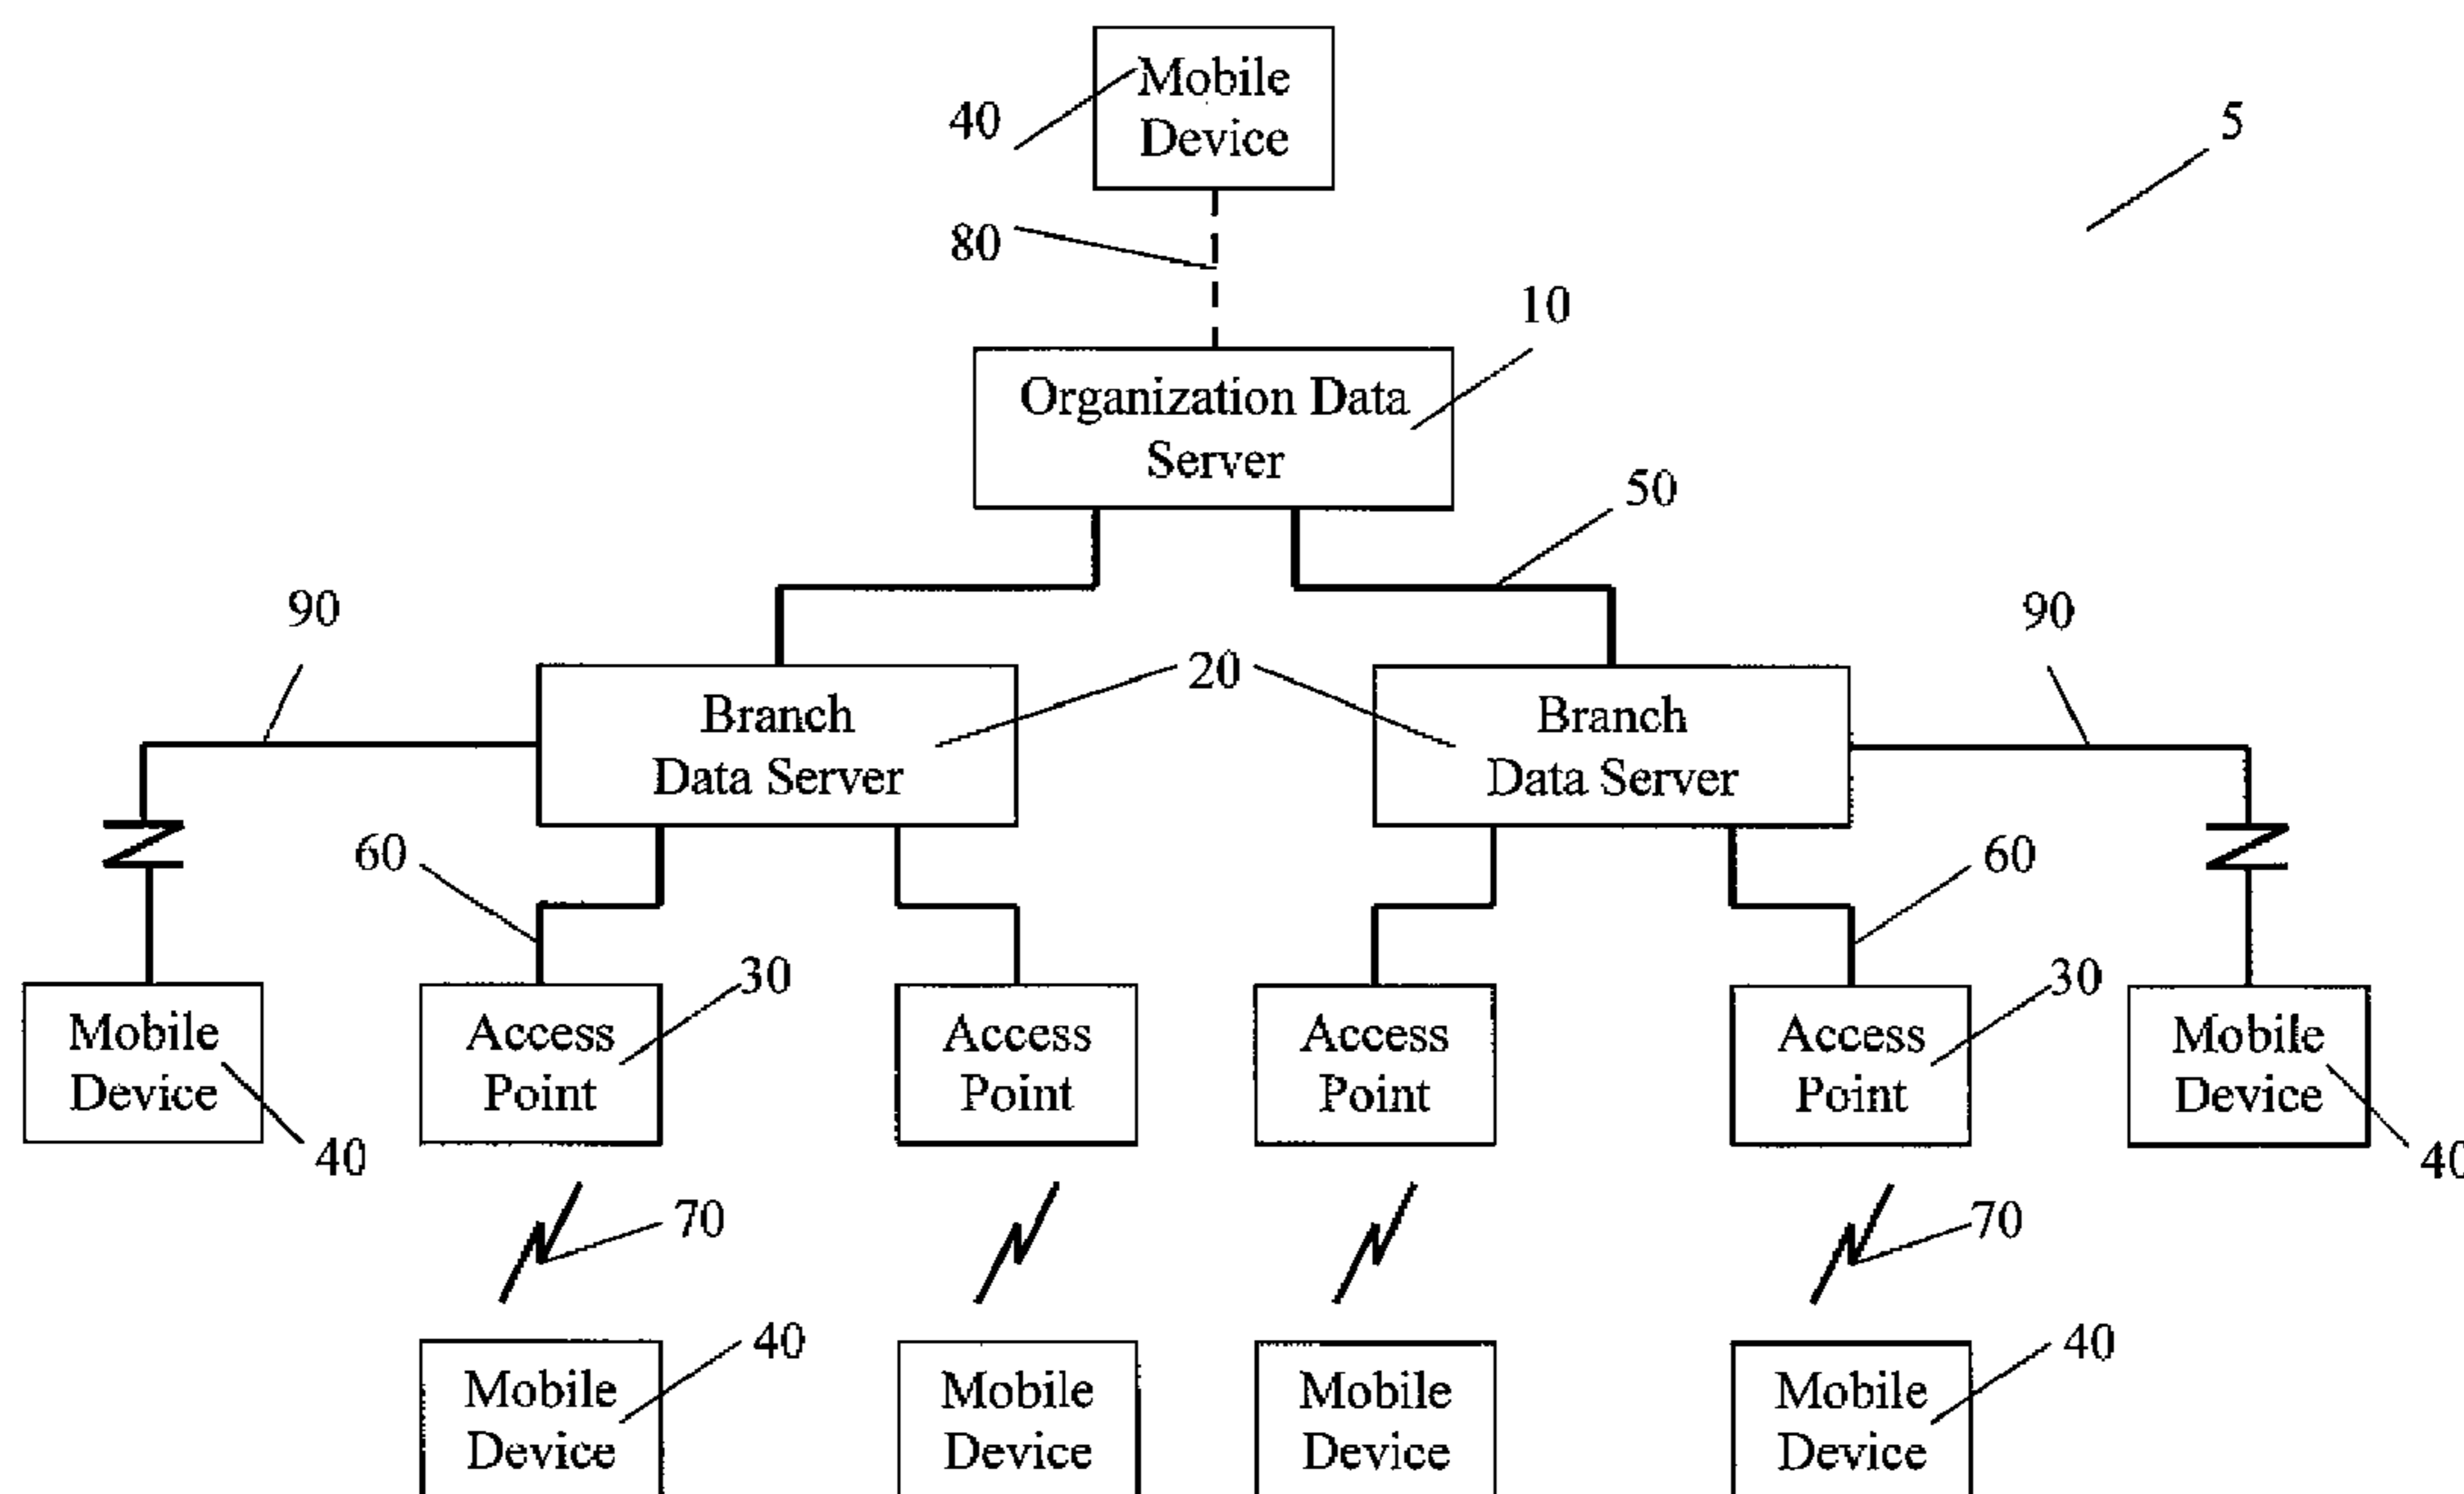 Mobile
Device
40
5
80
10
Organization Data
Server
50
90
90
20
Branch
Data Server
Branch
Data Server
60
60
30
30
Mobile
Device
Access
Point
Access
Point
Access
Point
Access
Point
Mobile
Device
40
40
70
70
40
40
Mobile
Device
Mobile
Device
Mobile
Device
Mobile
Device